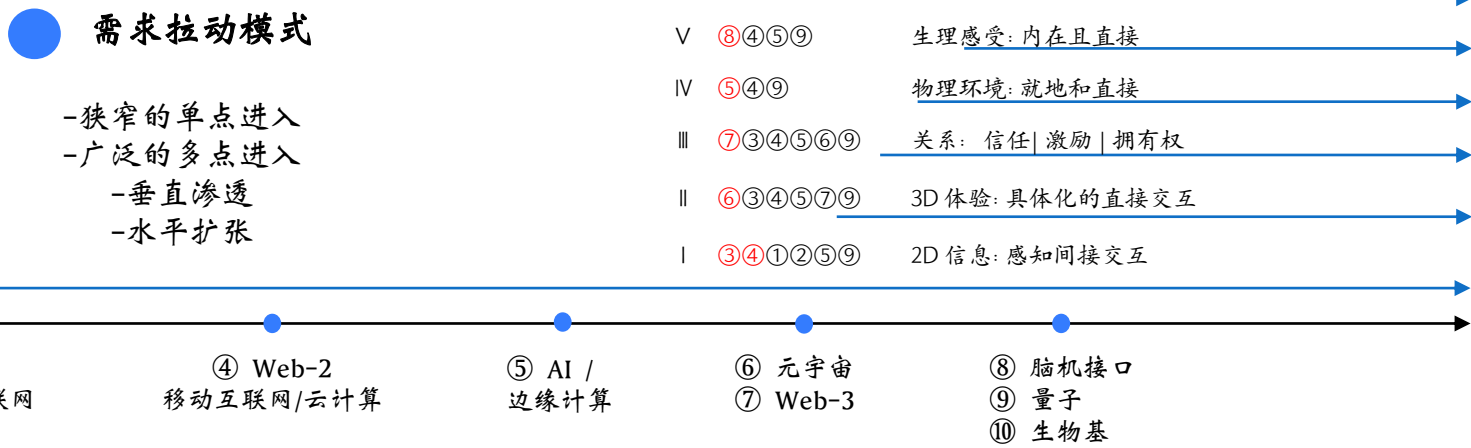 需求拉动模式
-狭窄的单点进入
-广泛的多点进入
-垂直渗透
-水平扩张
Ⅴ ⑧④⑤⑨ 生理感受: 内在且直接
Ⅳ ⑤④⑨ 物理环境: 就地和直接
Ⅲ ⑦③④⑤⑥⑨ 关系: 信任| 激励 | 拥有权
Ⅱ ⑥③④⑤⑦⑨ 3D 体验: 具体化的直接交互
Ⅰ ③④①②⑤⑨ 2D 信息: 感知间接交互
④ Web-2
移动互联网/云计算
⑤ AI /
边缘计算
⑥ 元宇宙
⑦ Web-3
⑧ 脑机接口
⑨ 量子
⑩ 生物基
联网